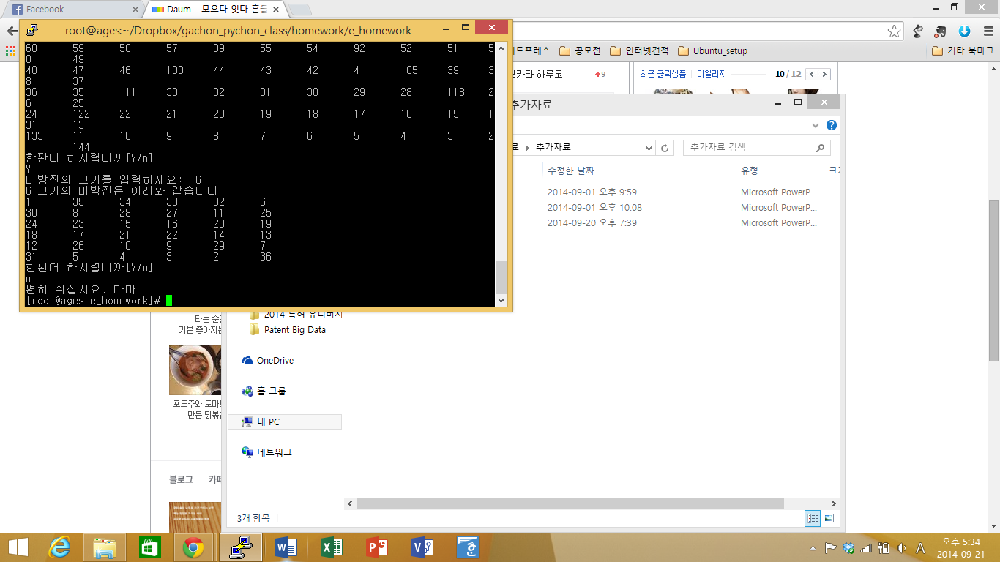 Facebook
Daum – 모으다 잇다 흔들
root@ages:~/Dropbox/gachon_pychon_class/homework/e_homework
60 59 58 57 89 55 54 92 52 51 5
0 49
48 47 46 100 44 43 42 41 105 39 3
8 37
36 35 111 33 32 31 30 29 28 118 2
6 25
24 122 22 21 20 19 18 17 16 15 1
31 13
133 11 10 9 8 7 6 5 4 3 2
144
한판더 하시렵니까[Y/n]
Y
마방진의 크기를 입력하세요: 6
6 크기의 마방진은 아래와 같습니다
1 35 34 33 32 6
30 8 28 27 11 25
24 23 15 16 20 19
18 17 21 22 14 13
12 26 10 9 29 7
31 5 4 3 2 36
한판더 하시렵니까[Y/n]
n
편히 쉬십시요. 마마
[root@ages e_homework]#
공모전 인터넷견적 Ubuntu_setup 기타 북마크
하루코 9
최근 클릭상품 마일리지 10 / 12
추가자료
추가자료 추가자료 검색
수정한 날짜 유형
2014-09-01 오후 9:59 Microsoft PowerP...
2014-09-01 오후 10:08 Microsoft PowerP...
2014-09-20 오후 7:39 Microsoft PowerP...
Patent Big Data
OneDrive
홈 그룹
내 PC
네트워크
3개 항목
타는 순간
기분 좋아지는
포도주와 토마토
만든 닭볶음
블로그 카페
오후 5:34
2014-09-21
A